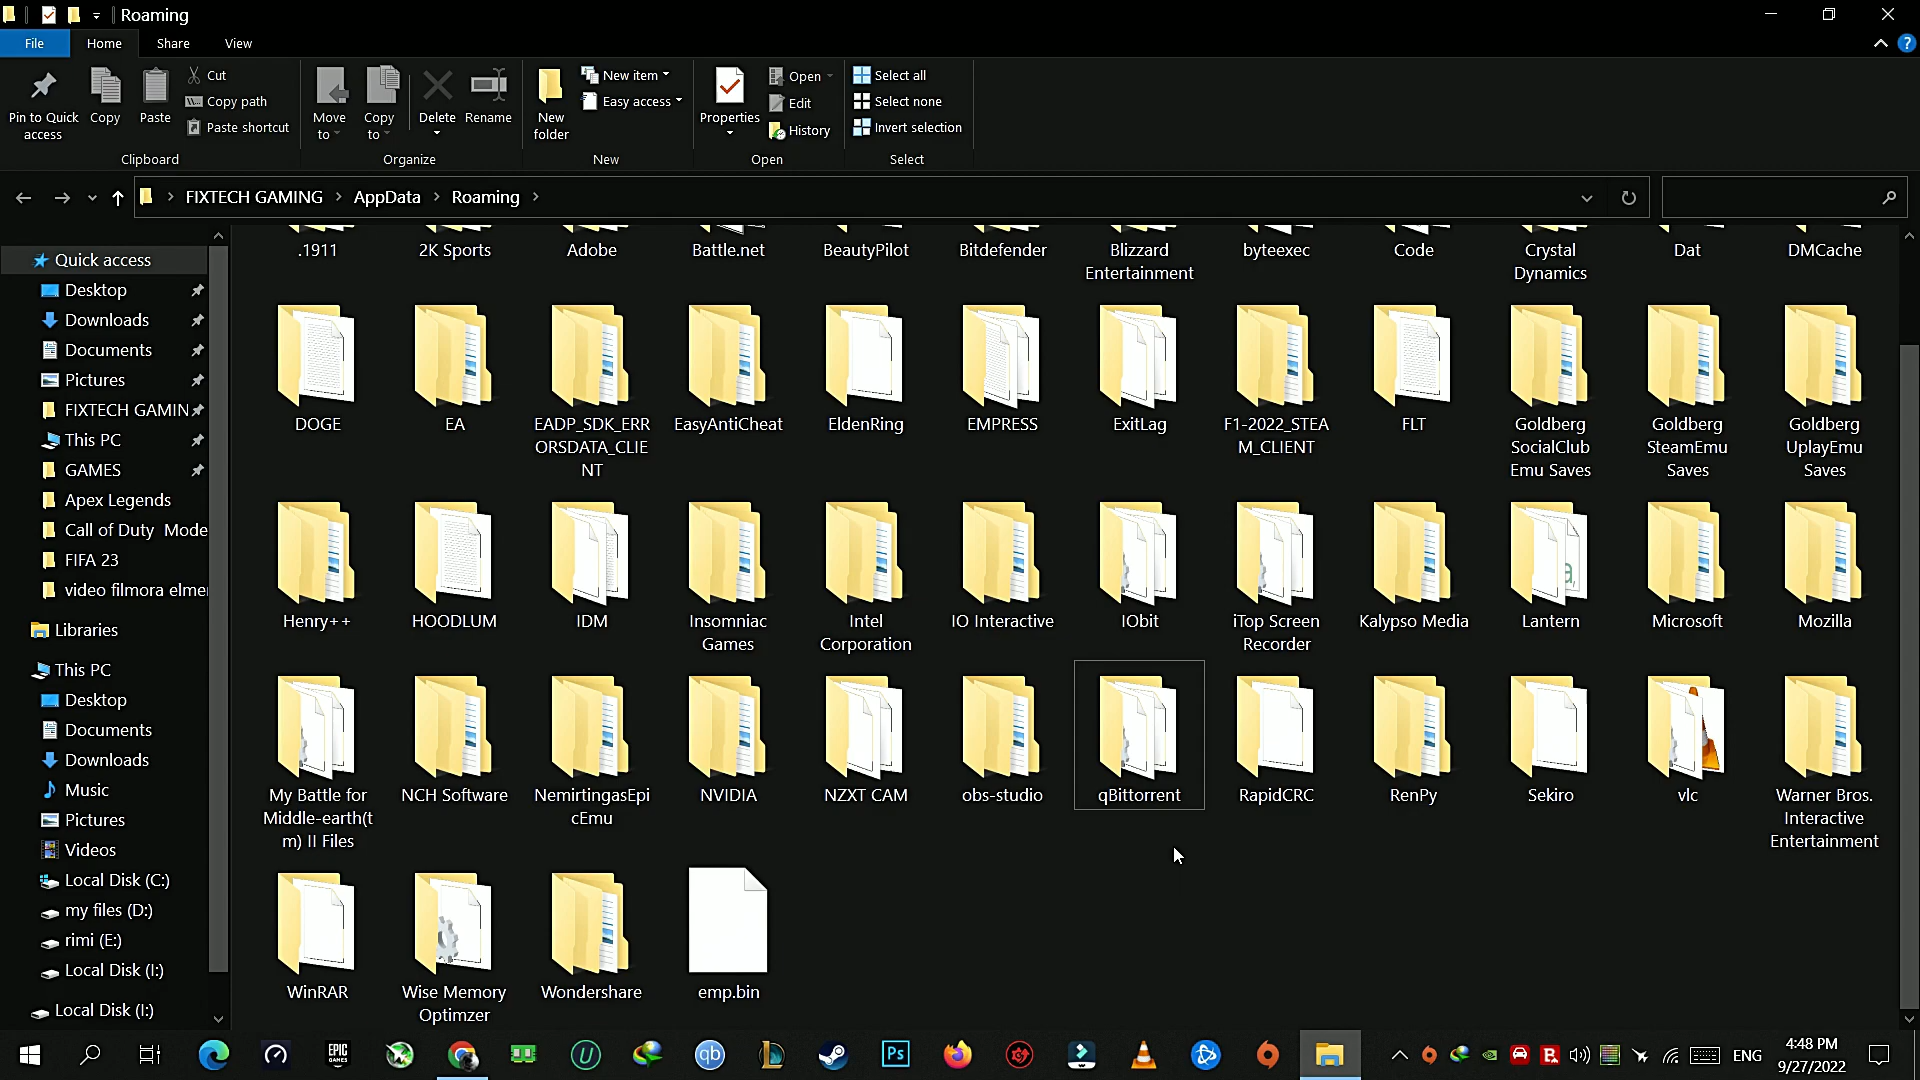 Roaming
File
Home
Share
View
Pin to Quick
access
Copy
Paste
Cut
Copy path
Paste shortcut
Clipboard
Move
to
Copy
to
Delete
Rename
Organize
New
folder
New item
Easy access
New
Properties
Open
Edit
History
Open
Select all
Select none
Invert selection
Select
FIXTECH GAMING
AppData
Roaming
Quick access
Desktop
Downloads
Documents
Pictures
FIXTECH GAMIN
This PC
GAMES
Apex Legends
Call of Duty Mode
FIFA 23
video filmora elmer
Libraries
This PC
Desktop
Documents
Downloads
Music
Pictures
Videos
Local Disk (C:)
my files (D:)
rimi (E:)
Local Disk (I:)
Local Disk (I:)
.1911
2K Sports
Adobe
Battle.net
BeautyPilot
Bitdefender
Blizzard
Entertainment
byteexec
Code
Crystal
Dynamics
Dat
DMCache
DOGE
EA
EADP_SDK_ERR
ORSDATA_CLIE
NT
EasyAntiCheat
EldenRing
EMPRESS
ExitLag
F1-2022_STEA
M_CLIENT
FLT
Goldberg
SocialClub
Emu Saves
Goldberg
SteamEmu
Saves
Goldberg
UplayEmu
Saves
Henry++
HOODLUM
IDM
Insomniac
Games
Intel
Corporation
IO Interactive
IObit
iTop Screen
Recorder
Kalypso Media
Lantern
Microsoft
Mozilla
My Battle for
Middle-earth(t
m) II Files
NCH Software
NemirtingasEpi
cEmu
NVIDIA
NZXT CAM
obs-studio
qBittorrent
RapidCRC
RenPy
Sekiro
vlc
Warner Bros.
Interactive
Entertainment
WinRAR
Wise Memory
Optimzer
Wondershare
emp.bin
EPIC
GAMES
U
qb
Ps
B
ENG
4:48 PM
9/27/2022